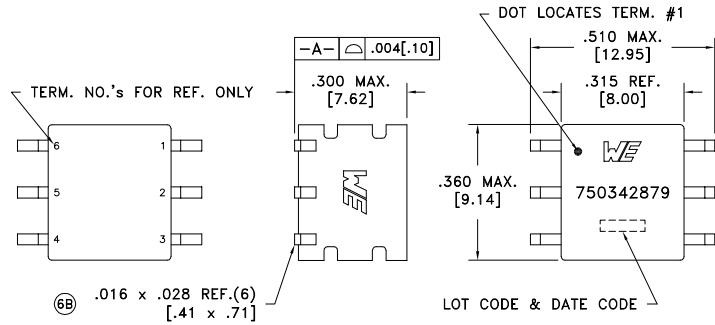 DOT LOCATES TERM. #1
-A- ⌓ .004[.10]
.510 MAX.
[12.95]
.300 MAX.
[7.62]
.315 REF.
[8.00]
TERM. NO.'s FOR REF. ONLY
6 1
5 2
4 3
WE
WE
.360 MAX.
[9.14]
750342879
6B .016 x .028 REF.(6)
[.41 x .71]
LOT CODE & DATE CODE